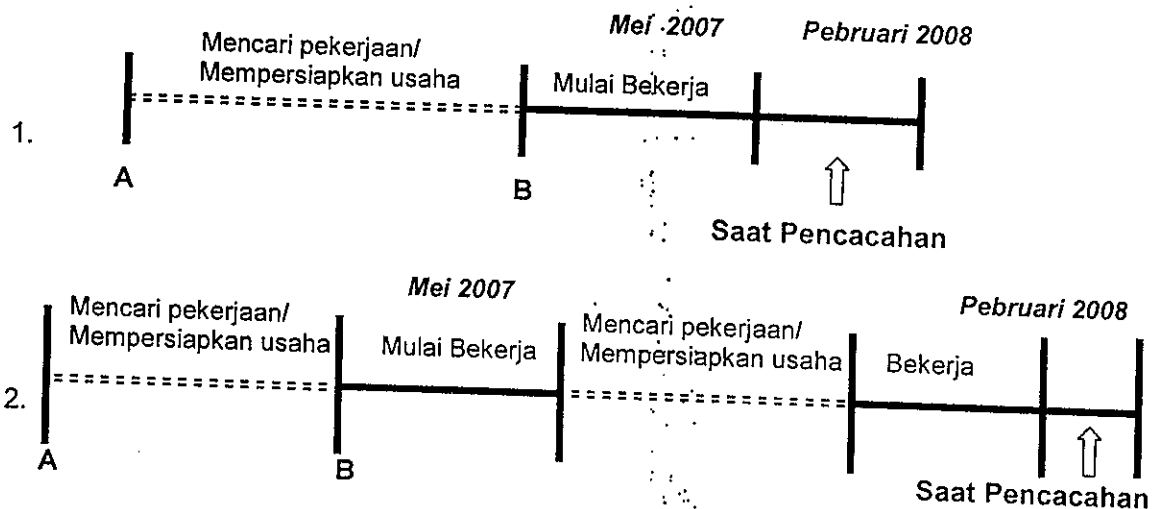 Mei 2007
Pebruari 2008
Mencari pekerjaan/
Mempersiapkan usaha
Mulai Bekerja
1.
A
B
Saat Pencacahan
Mei 2007
Pebruari 2008
Mencari pekerjaan/
Mempersiapkan usaha
Mulai Bekerja
Mencari pekerjaan/
Mempersiapkan usaha
Bekerja
2.
A
B
Saat Pencacahan